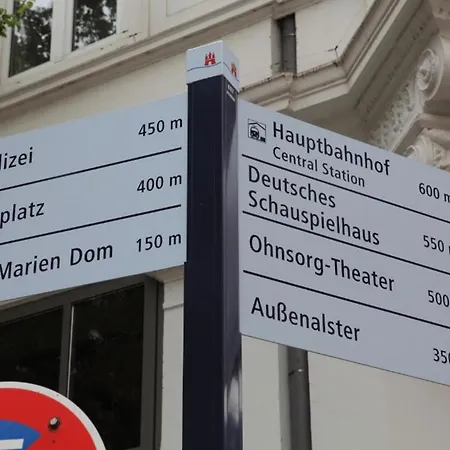 lizei 450 m
platz 400 m
Marien Dom 150 m
Hauptbahnhof
Central Station 600 m
Deutsches
Schauspielhaus 550 m
Ohnsorg-Theater 500
Außenalster 350